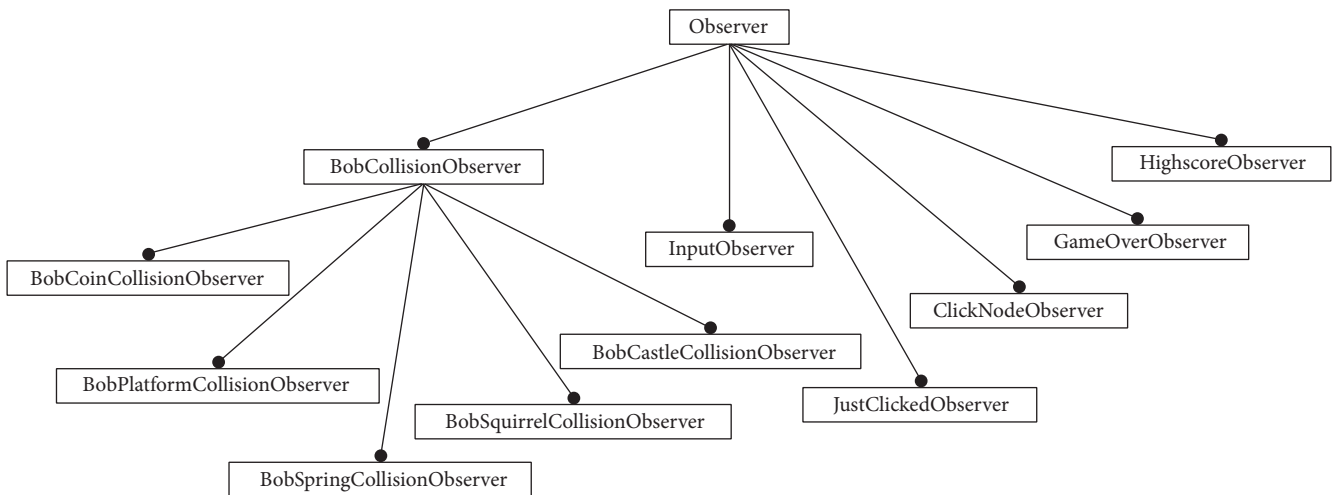 Observer
BobCollisionObserver
HighscoreObserver
InputObserver
GameOverObserver
BobCoinCollisionObserver
ClickNodeObserver
BobCastleCollisionObserver
BobPlatformCollisionObserver
JustClickedObserver
BobSquirrelCollisionObserver
BobSpringCollisionObserver